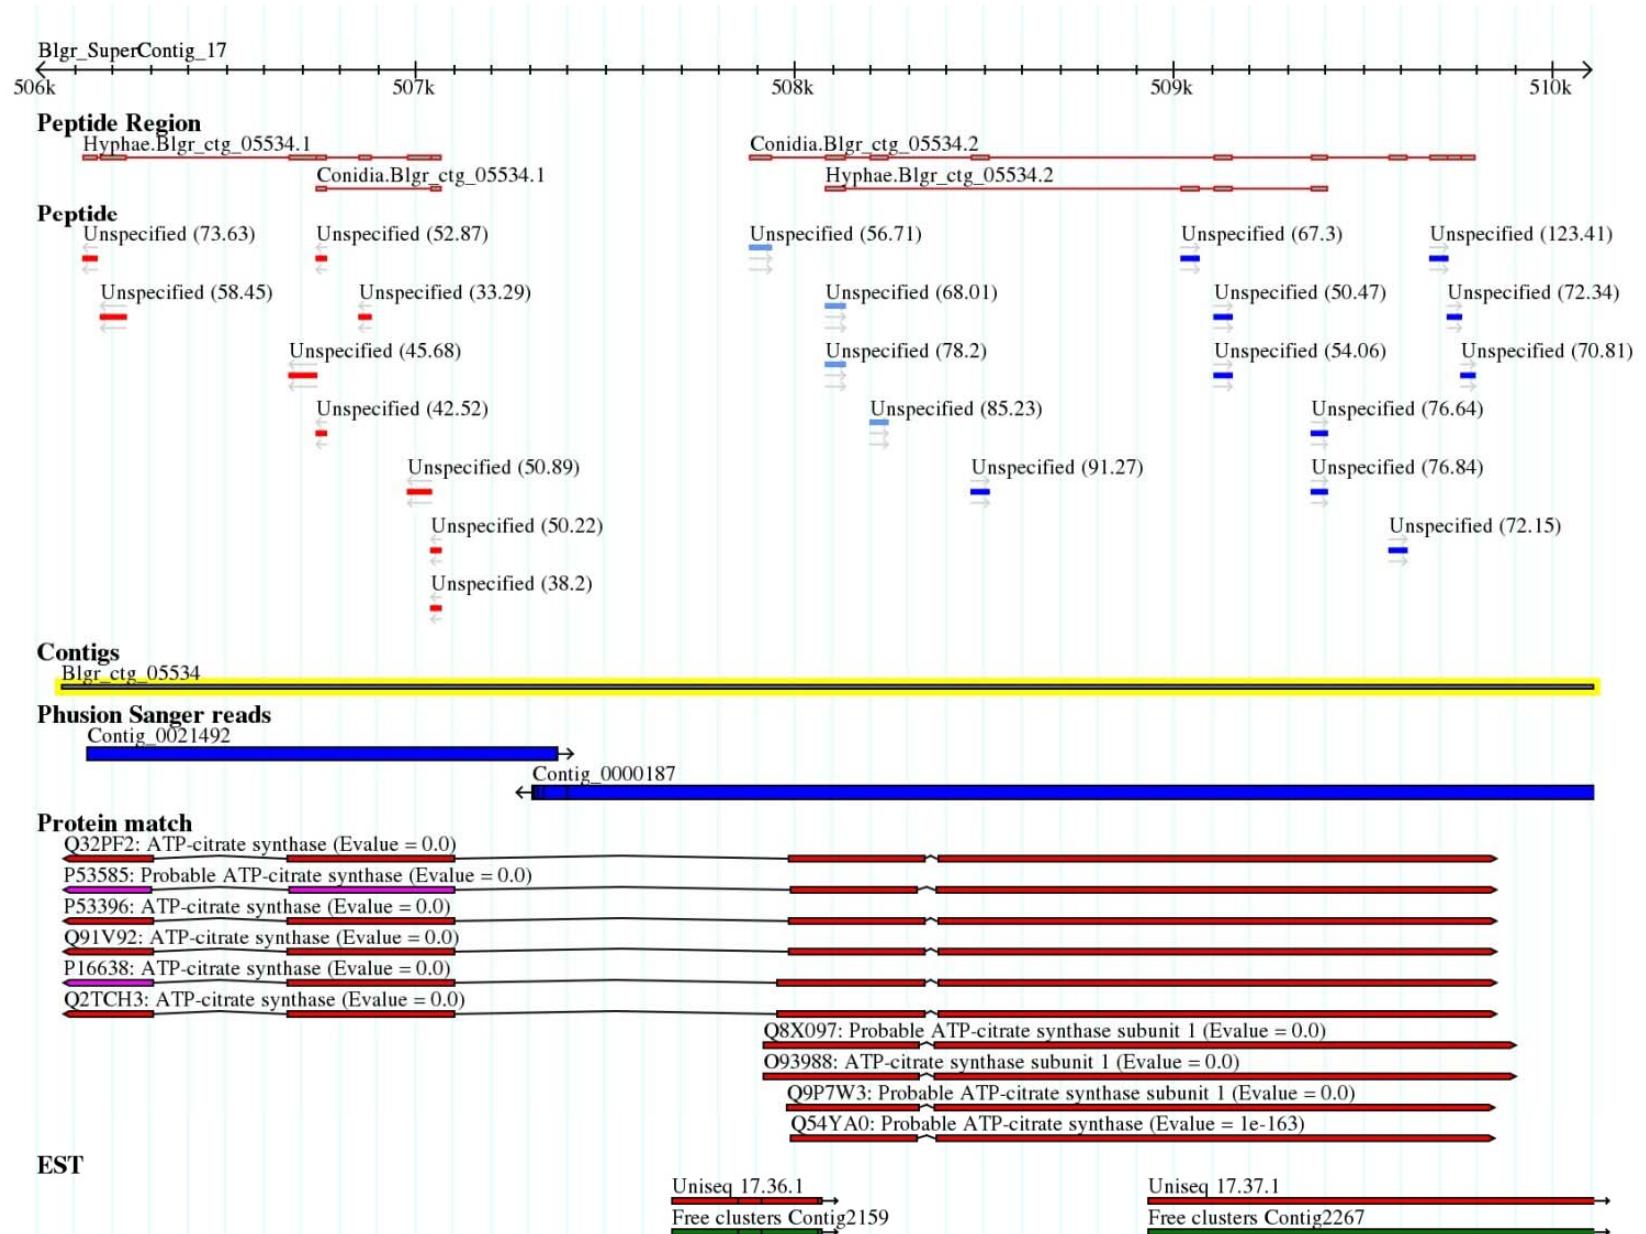 Blgr_SuperContig_17
506k 507k 508k 509k 510k
Peptide Region
Hyphae.Blgr_ctg_05534.1 Conidia.Blgr_ctg_05534.2
Conidia.Blgr_ctg_05534.1 Hyphae.Blgr_ctg_05534.2
Peptide
Unspecified (73.63) Unspecified (52.87) Unspecified (56.71) Unspecified (67.3) Unspecified (123.41)
Unspecified (58.45) Unspecified (33.29) Unspecified (68.01) Unspecified (50.47) Unspecified (72.34)
Unspecified (45.68) Unspecified (78.2) Unspecified (54.06) Unspecified (70.81)
Unspecified (42.52) Unspecified (85.23) Unspecified (76.64)
Unspecified (50.89) Unspecified (91.27) Unspecified (76.84)
Unspecified (50.22) Unspecified (72.15)
Unspecified (38.2)
Contigs
Blgr_ctg_05534
Phusion Sanger reads
Contig_0021492
Contig_0000187
Protein match
Q32PF2: ATP-citrate synthase (Evalue = 0.0)
P53585: Probable ATP-citrate synthase (Evalue = 0.0)
P53396: ATP-citrate synthase (Evalue = 0.0)
Q91V92: ATP-citrate synthase (Evalue = 0.0)
P16638: ATP-citrate synthase (Evalue = 0.0)
Q2TCH3: ATP-citrate synthase (Evalue = 0.0)
Q8X097: Probable ATP-citrate synthase subunit 1 (Evalue = 0.0)
O93988: ATP-citrate synthase subunit 1 (Evalue = 0.0)
Q9P7W3: Probable ATP-citrate synthase subunit 1 (Evalue = 0.0)
Q54YA0: Probable ATP-citrate synthase (Evalue = 1e-163)
EST
Uniseq 17.36.1 Uniseq 17.37.1
Free clusters Contig2159 Free clusters Contig2267